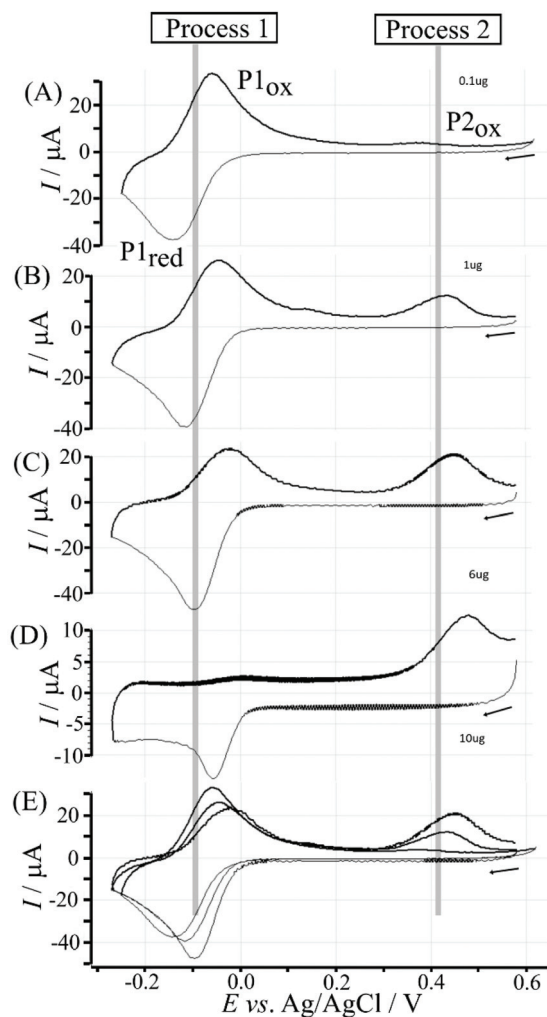 Process 1 Process 2
(A) P1ox 0.1ug
20 P2ox
0
-20
-40
I / μA
P1red
(B) 1ug
20
0
-20
-40
I / μA
(C)
20
0
-20
-40
I / μA
6ug
(D)
10
5
0
-5
-10
I / μA
10ug
(E)
20
0
-20
-40
I / μA
-0.2 0.0 0.2 0.4 0.6
E vs. Ag/AgCl / V